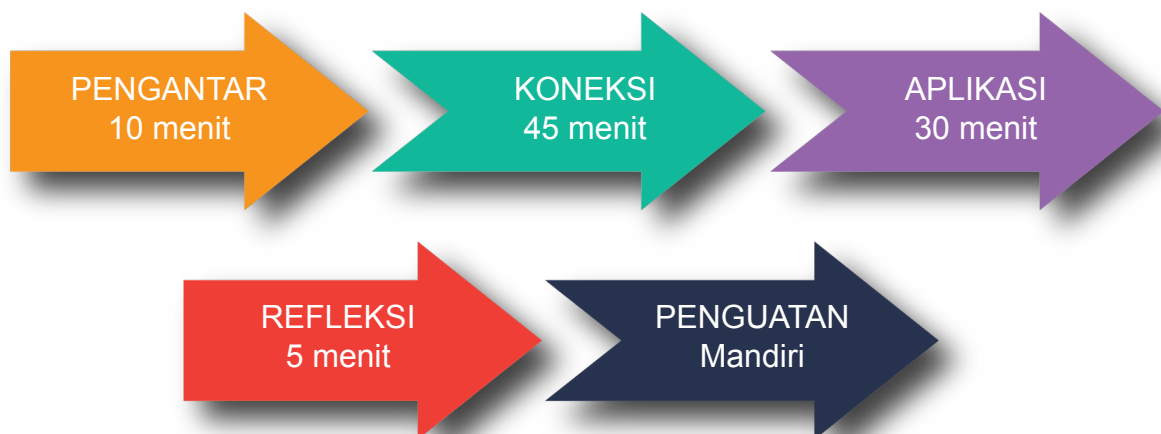 PENGANTAR
10 menit
KONEKSI
45 menit
APLIKASI
30 menit
REFLEKSI
5 menit
PENGUATAN
Mandiri